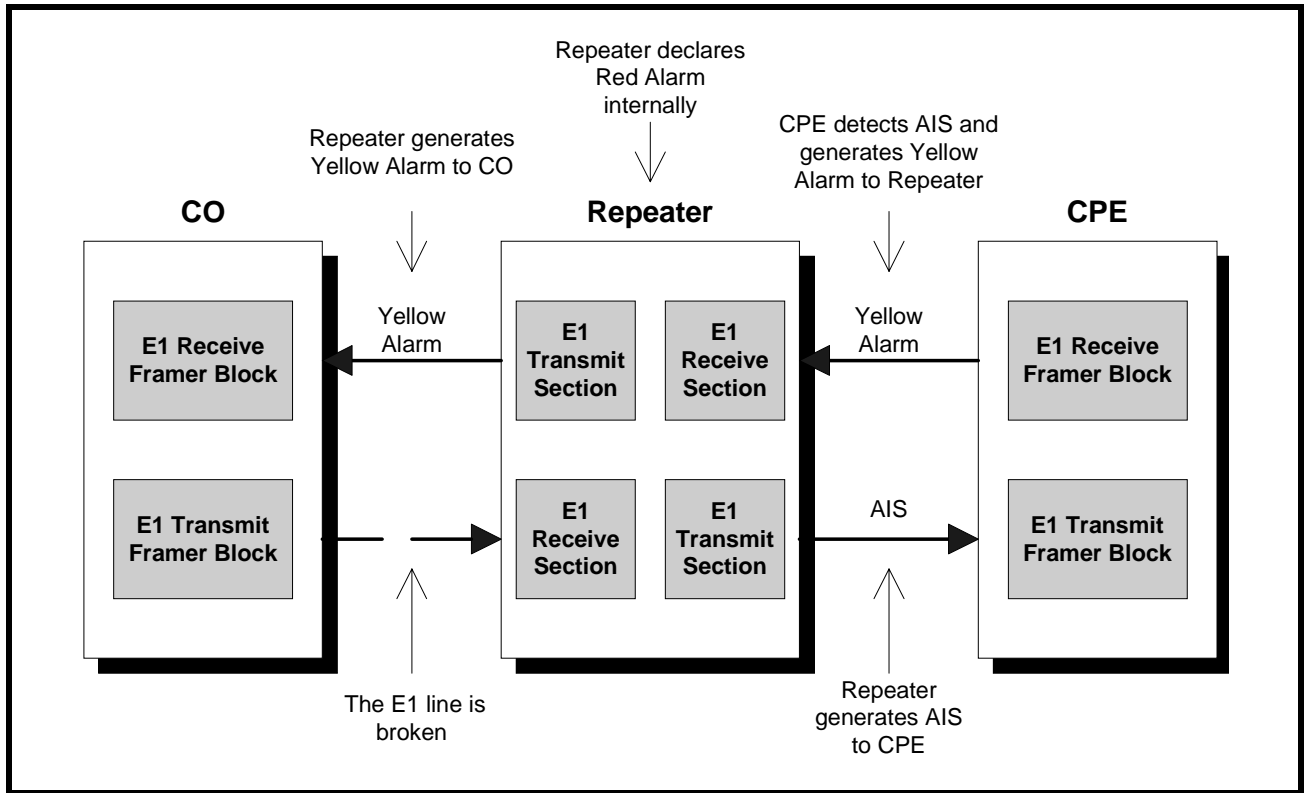 Repeater declares
Red Alarm
internally
Repeater generates
Yellow Alarm to CO
CPE detects AIS and
generates Yellow
Alarm to Repeater
CO
Repeater
CPE
E1 Receive
Framer Block
Yellow
Alarm
E1
Transmit
Section
E1
Receive
Section
Yellow
Alarm
E1 Receive
Framer Block
E1 Transmit
Framer Block
E1
Receive
Section
E1
Transmit
Section
AIS
E1 Transmit
Framer Block
The E1 line is
broken
Repeater
generates AIS
to CPE